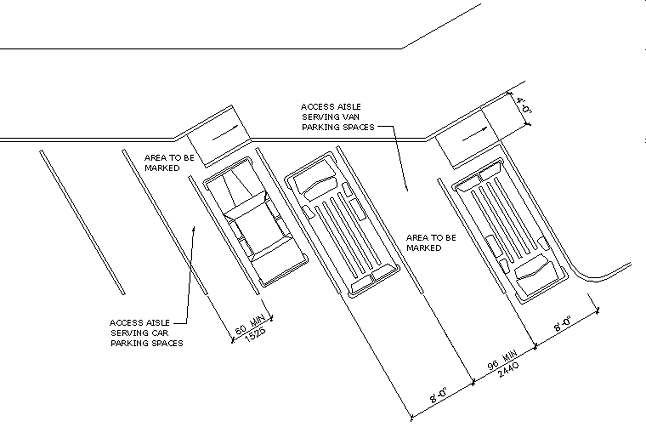 ACCESS AISLE
SERVING VAN
PARKING SPACES
4'-0"
AREA TO BE
MARKED
AREA TO BE
MARKED
ACCESS AISLE
SERVING CAR
PARKING SPACES
60 MIN
1525
8'-0"
96 MIN
2440
8'-0"